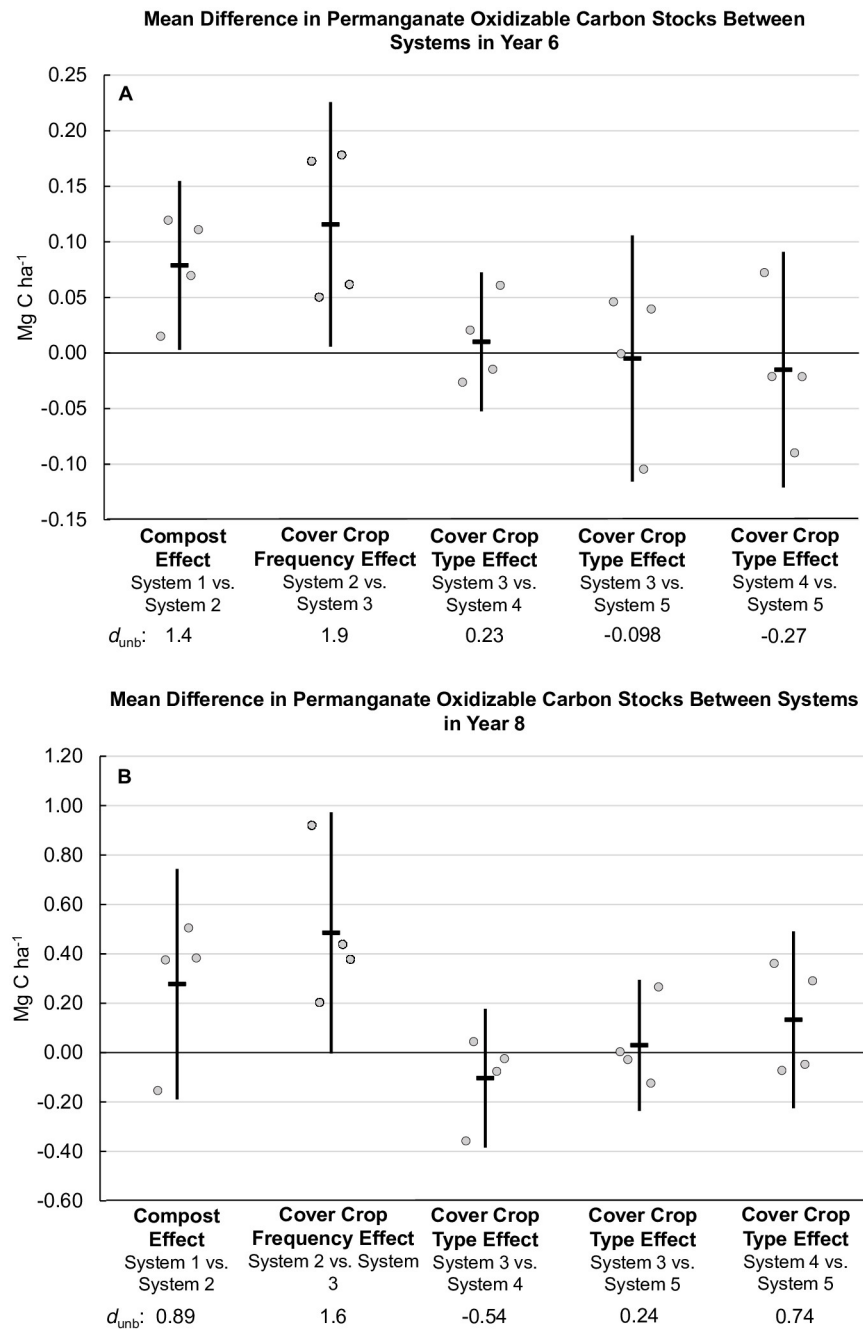 Mean Difference in Permanganate Oxidizable Carbon Stocks Between
Systems in Year 6
A
0.25
0.20
0.15
0.10
0.05
0.00
-0.05
-0.10
-0.15
Mg C ha-1
Compost Cover Crop Cover Crop Cover Crop Cover Crop
Effect Frequency Effect Type Effect Type Effect Type Effect
System 1 vs. System 2 vs. System 3 vs. System 3 vs. System 4 vs.
System 2 System 3 System 4 System 5 System 5
dunb: 1.4 1.9 0.23 -0.098 -0.27
Mean Difference in Permanganate Oxidizable Carbon Stocks Between Systems
in Year 8
B
1.20
1.00
0.80
0.60
0.40
0.20
0.00
-0.20
-0.40
-0.60
Mg C ha-1
Compost Cover Crop Cover Crop Cover Crop Cover Crop
Effect Frequency Effect Type Effect Type Effect Type Effect
System 1 vs. System 2 vs. System System 3 vs. System 3 vs. System 4 vs.
System 2 3 System 4 System 5 System 5
dunb: 0.89 1.6 -0.54 0.24 0.74